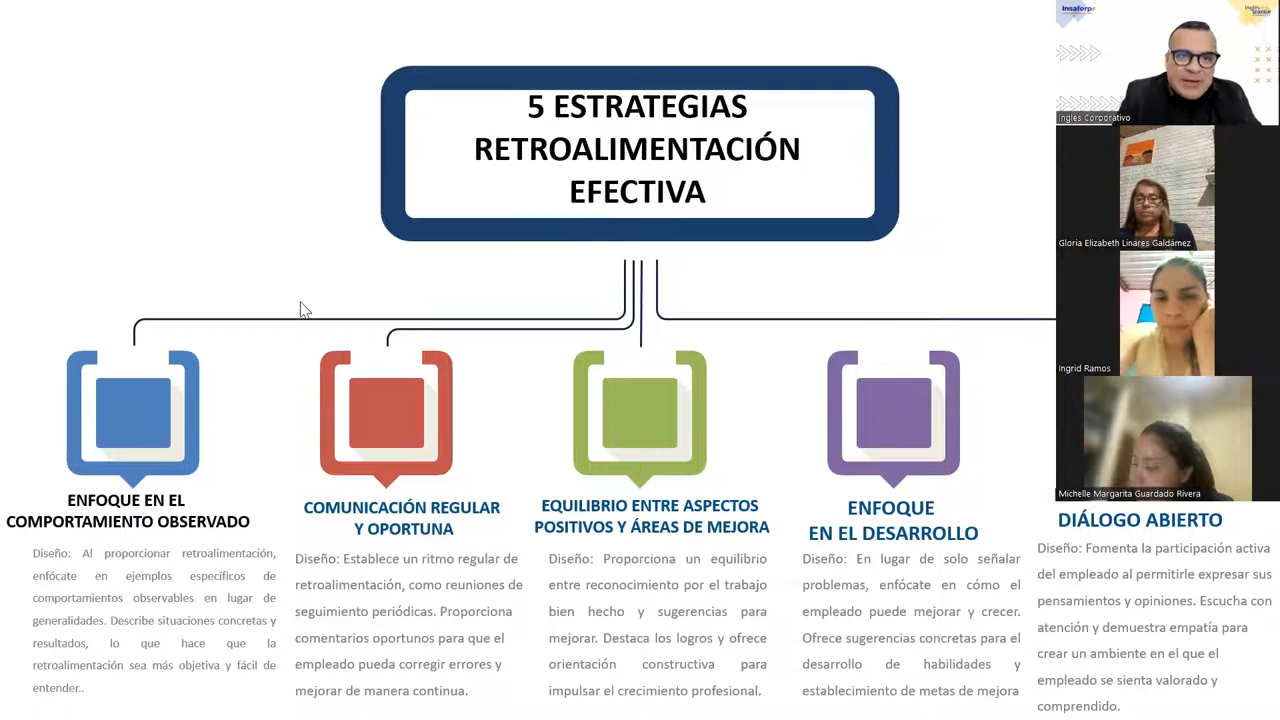 5 ESTRATEGIAS
RETROALIMENTACIÓN
EFECTIVA
ENFOQUE EN EL
COMPORTAMIENTO OBSERVADO
Diseño: Al proporcionar retroalimentación,
enfócate en ejemplos específicos de
comportamientos observables en lugar de
generalidades. Describe situaciones concretas y
resultados, lo que hace que la
retroalimentación sea más objetiva y fácil de
entender..
COMUNICACIÓN REGULAR
Y OPORTUNA
Diseño: Establece un ritmo regular de
retroalimentación, como reuniones de
seguimiento periódicas. Proporciona
comentarios oportunos para que el
empleado pueda corregir errores y
mejorar de manera continua.
EQUILIBRIO ENTRE ASPECTOS
POSITIVOS Y ÁREAS DE MEJORA
Diseño: Proporciona un equilibrio
entre reconocimiento por el trabajo
bien hecho y sugerencias para
mejorar. Destaca los logros y ofrece
orientación constructiva para
impulsar el crecimiento profesional.
ENFOQUE
EN EL DESARROLLO
Diseño: En lugar de solo señalar
problemas, enfócate en cómo el
empleado puede mejorar y crecer.
Ofrece sugerencias concretas para el
desarrollo de habilidades y
establecimiento de metas de mejora
DIÁLOGO ABIERTO
Diseño: Fomenta la participación activa
del empleado al permitirle expresar sus
pensamientos y opiniones. Escucha con
atención y demuestra empatía para
crear un ambiente en el que el
empleado se sienta valorado y
comprendido.
insaforp
Ingles Corporativo
Gloria Elizabeth Linares Galdámez
Ingrid Ramos
Michelle Margarita Guardado Rivera